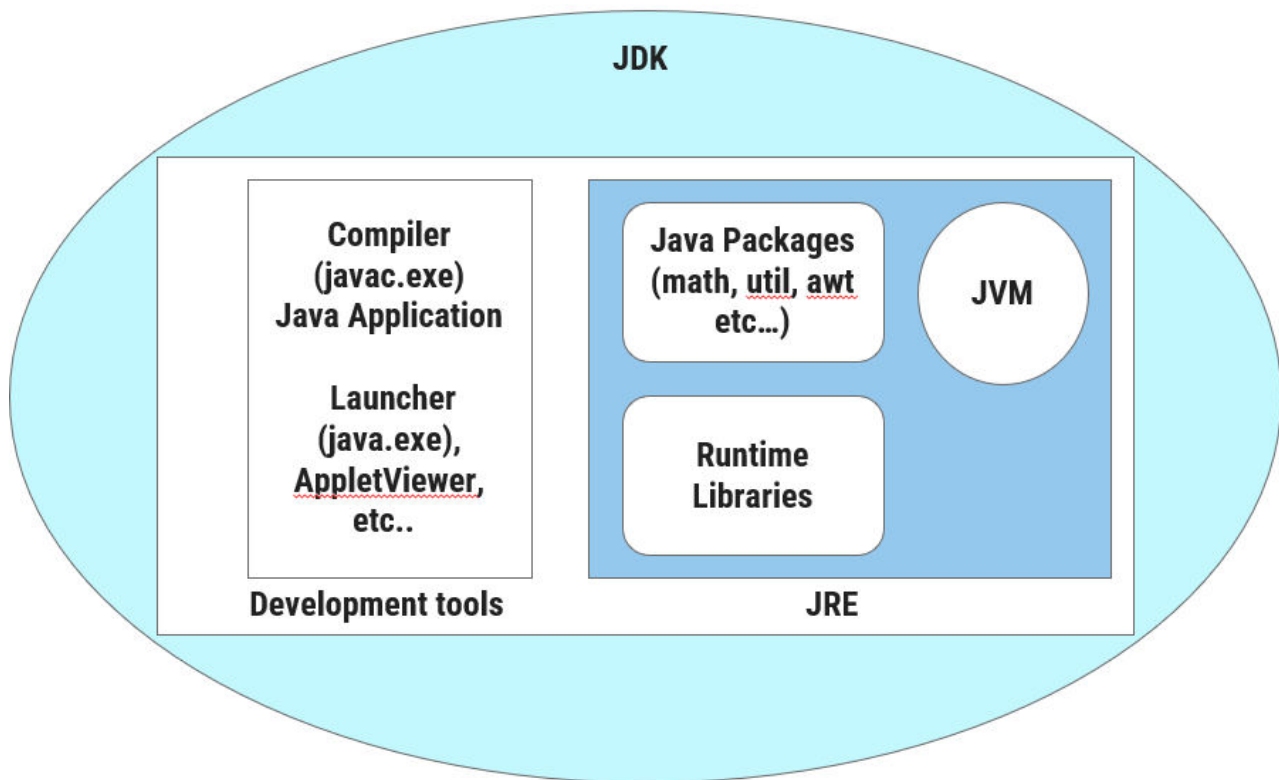 JDK
Compiler
(javac.exe)
Java Application
Launcher
(java.exe),
AppletViewer,
etc..
Development tools
Java Packages
(math, util, awt
etc...)
JVM
Runtime
Libraries
JRE